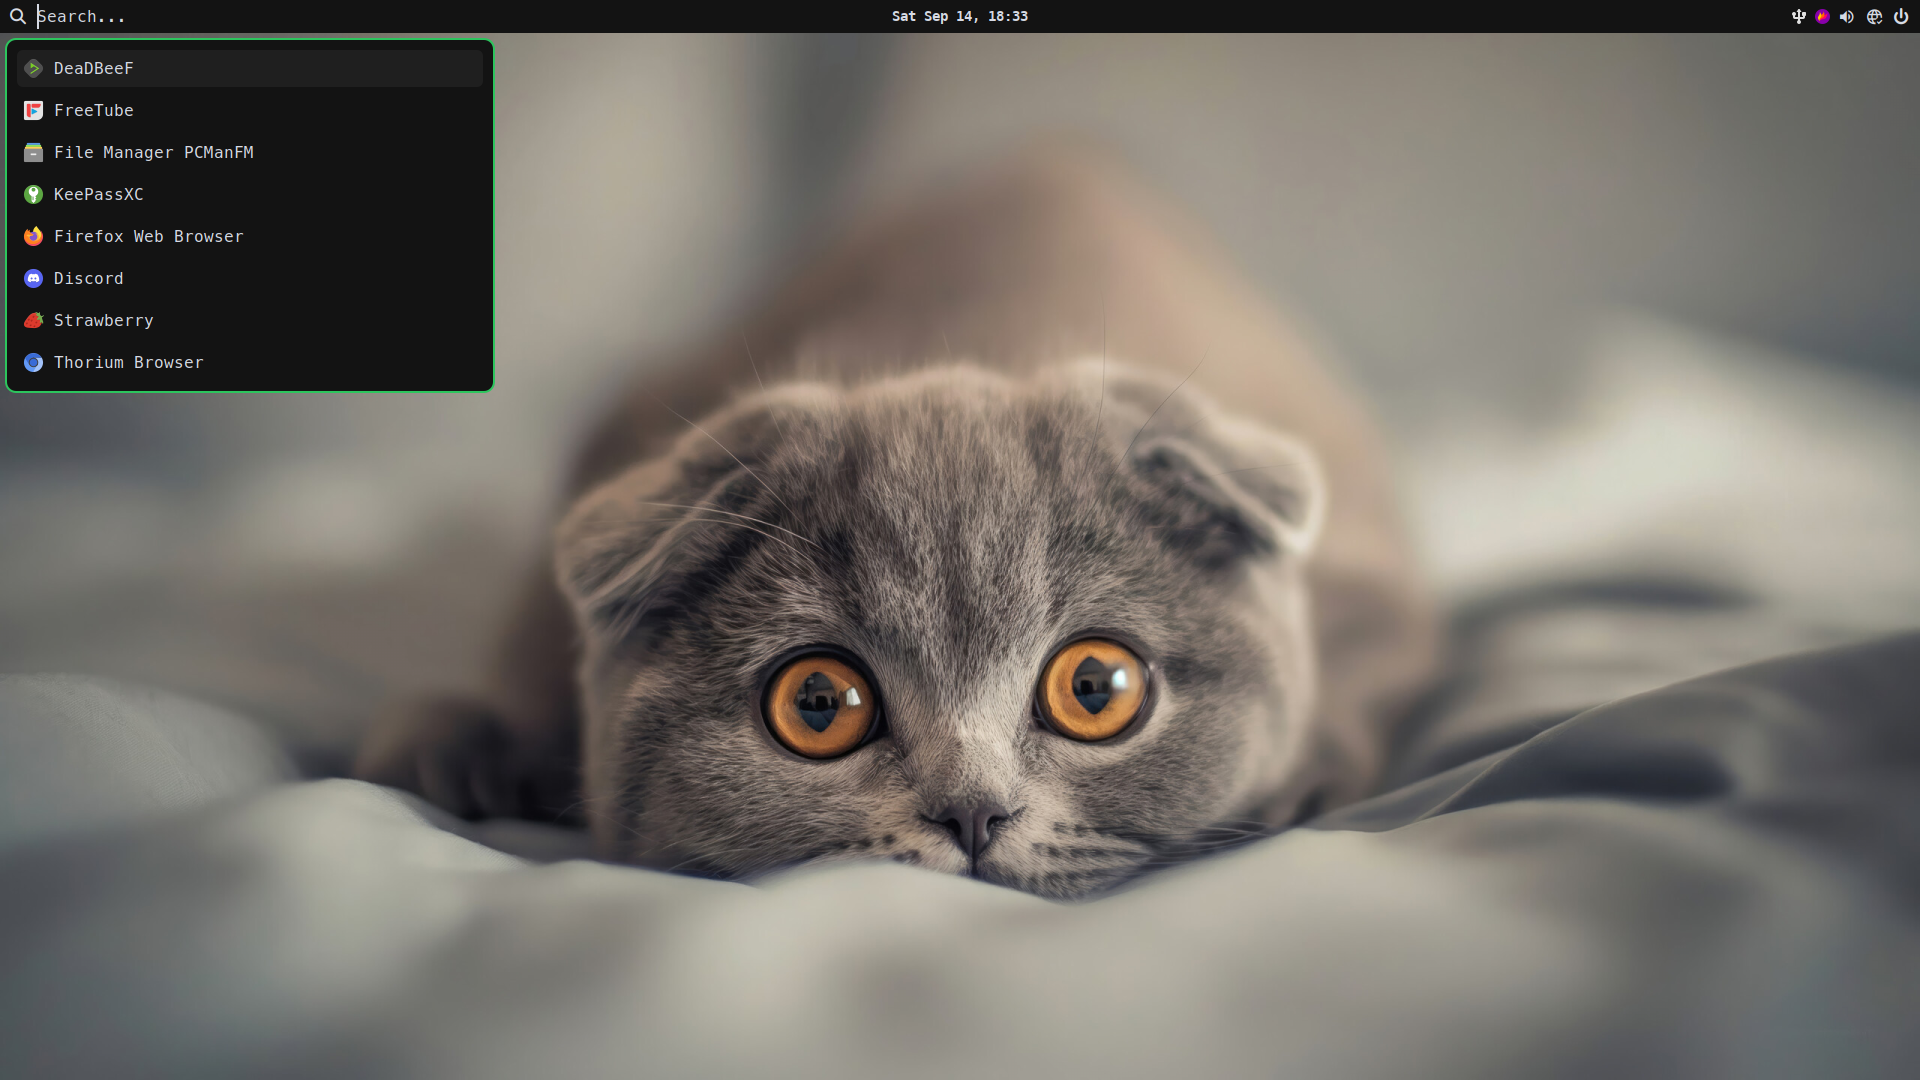 Search...
Sat Sep 14, 18:33
DeaDBeeF
FreeTube
File Manager PCManFM
KeePassXC
Firefox Web Browser
Discord
Strawberry
Thorium Browser